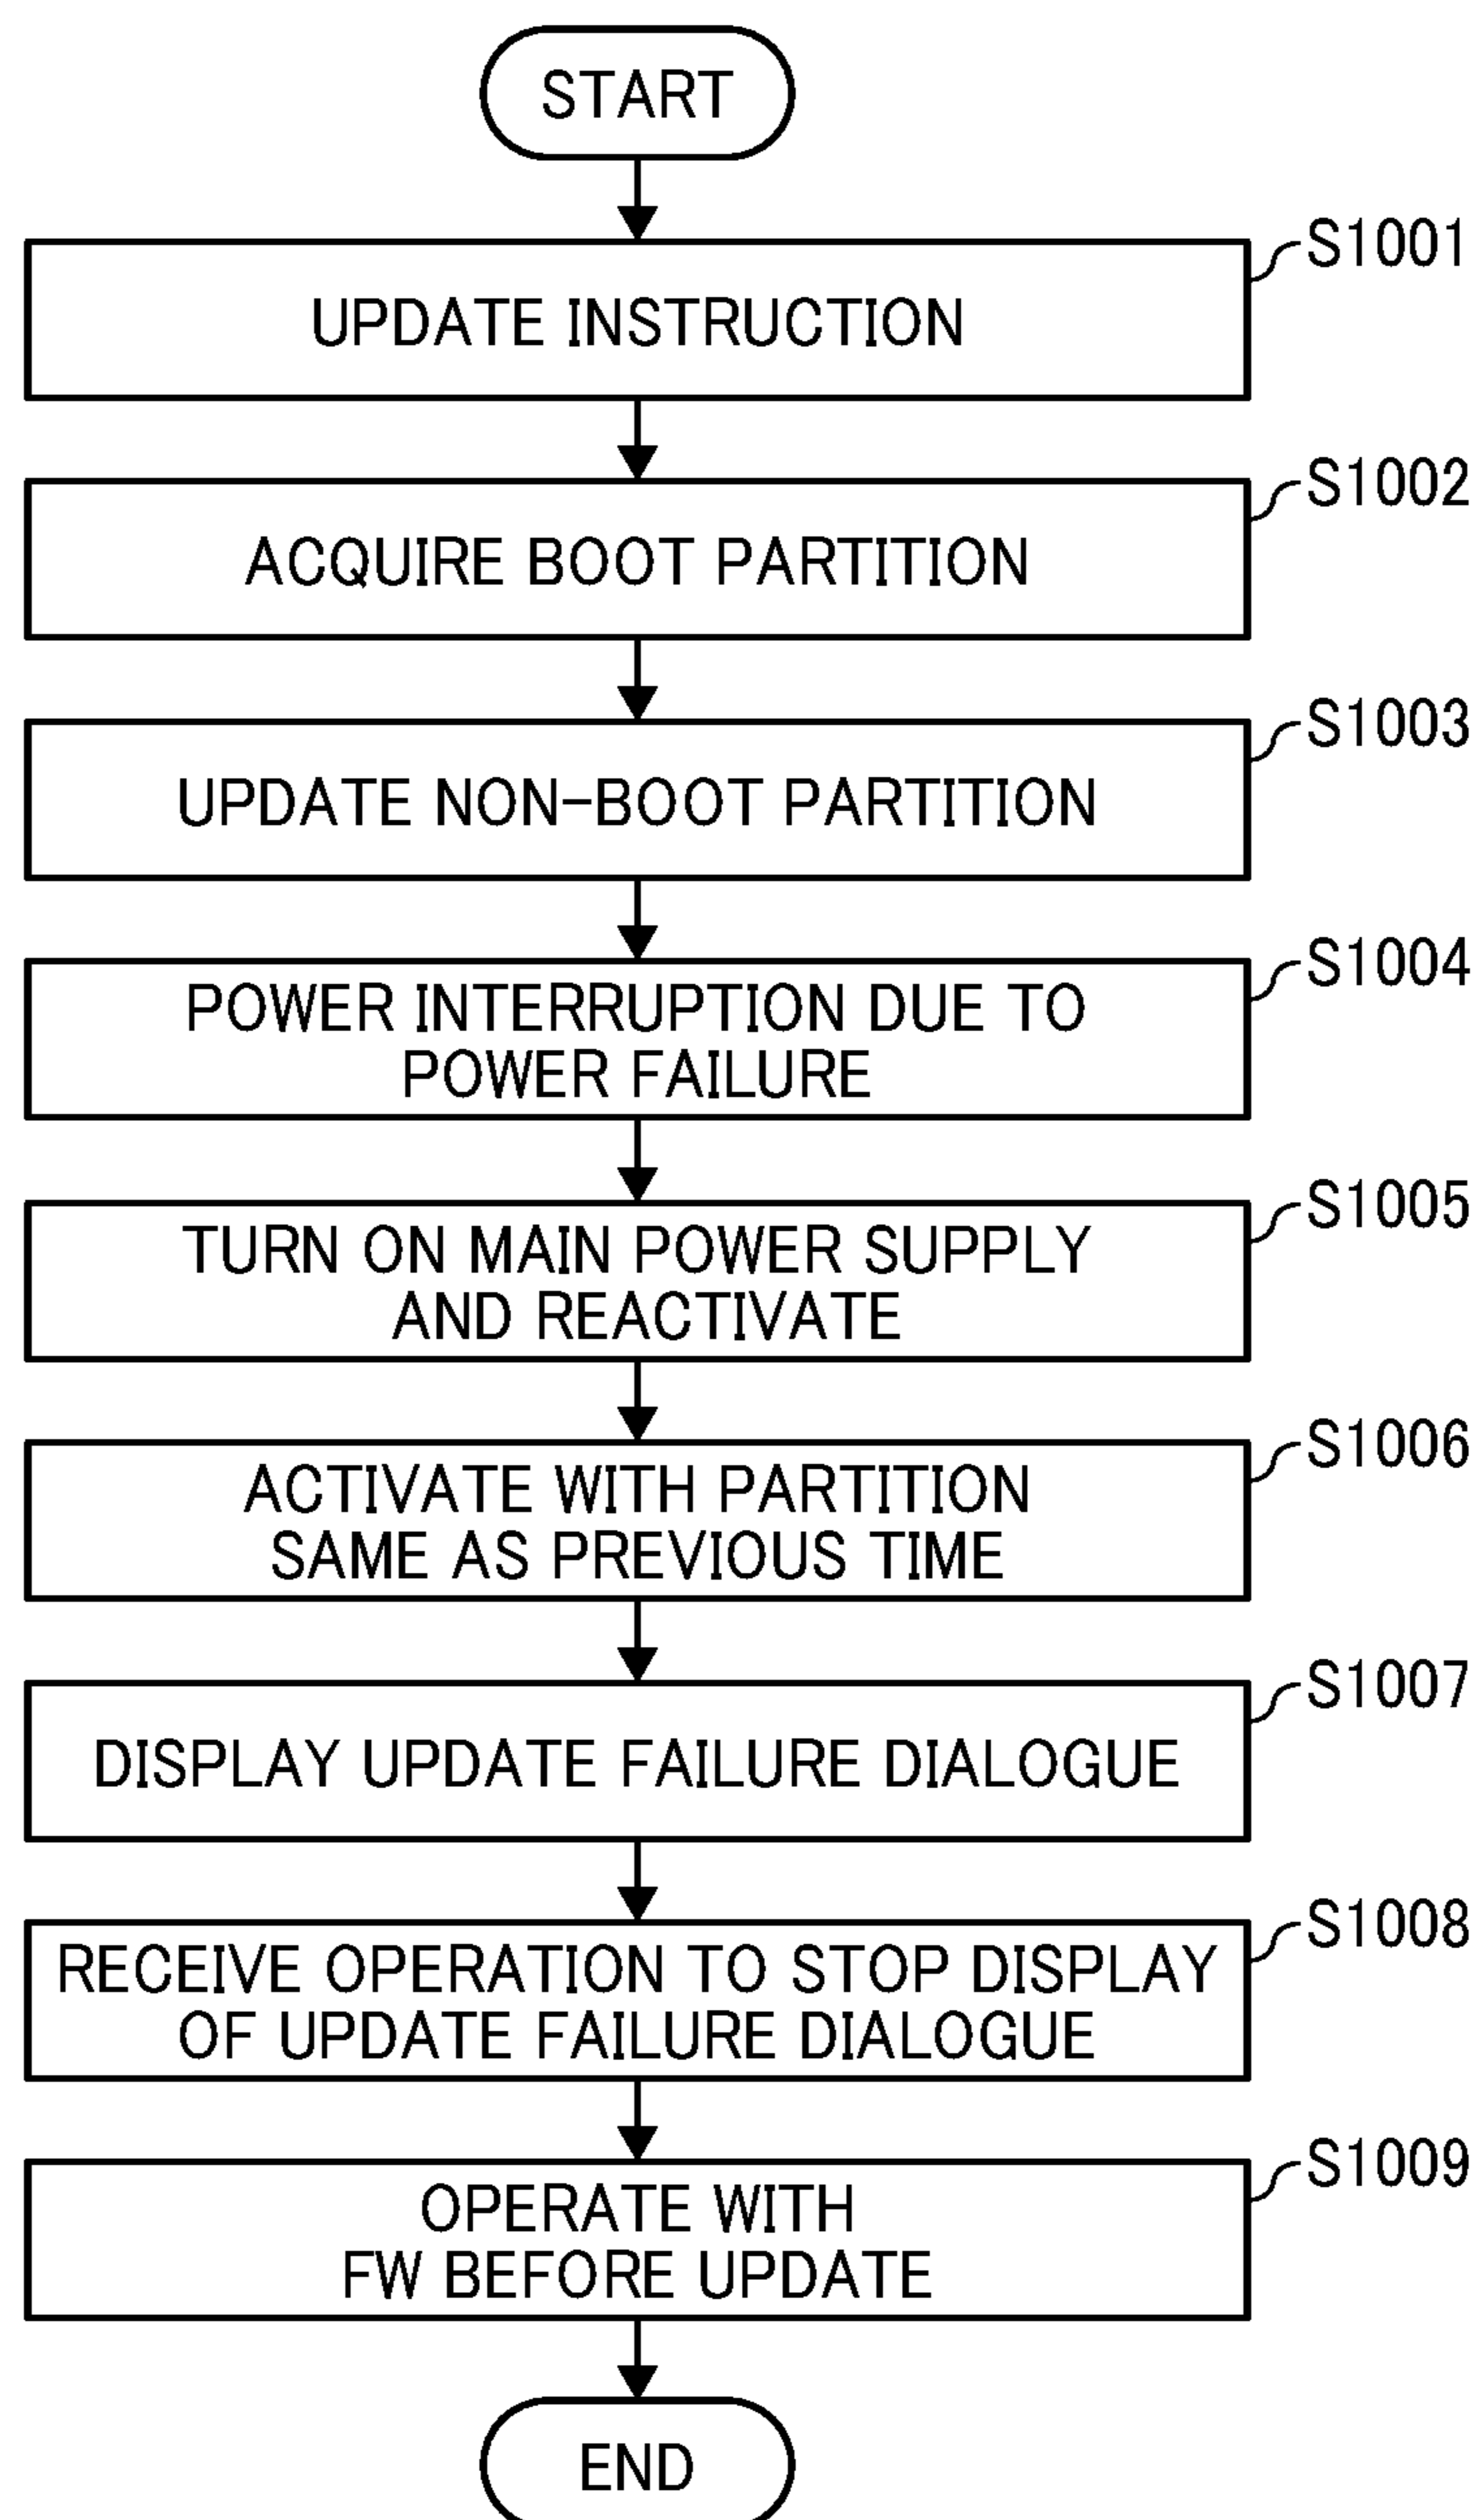 START
S1001
UPDATE INSTRUCTION
S1002
ACQUIRE BOOT PARTITION
S1003
UPDATE NON-BOOT PARTITION
S1004
POWER INTERRUPTION DUE TO
POWER FAILURE
S1005
TURN ON MAIN POWER SUPPLY
AND REACTIVATE
S1006
ACTIVATE WITH PARTITION
SAME AS PREVIOUS TIME
S1007
DISPLAY UPDATE FAILURE DIALOGUE
S1008
RECEIVE OPERATION TO STOP DISPLAY
OF UPDATE FAILURE DIALOGUE
S1009
OPERATE WITH
FW BEFORE UPDATE
END